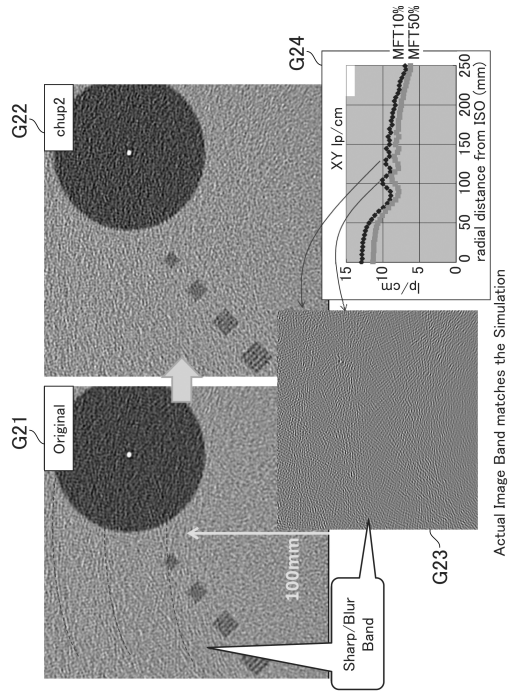 G21
Original
100mm
Sharp/Blur
Band
G22
chup2
G23
G24
XY lp/cm
MFT10%
MFT50%
lp/cm
15
10
5
0
0 50 100 150 200 250
radial distance from ISO (mm)
Actual Image Band matches the Simulation